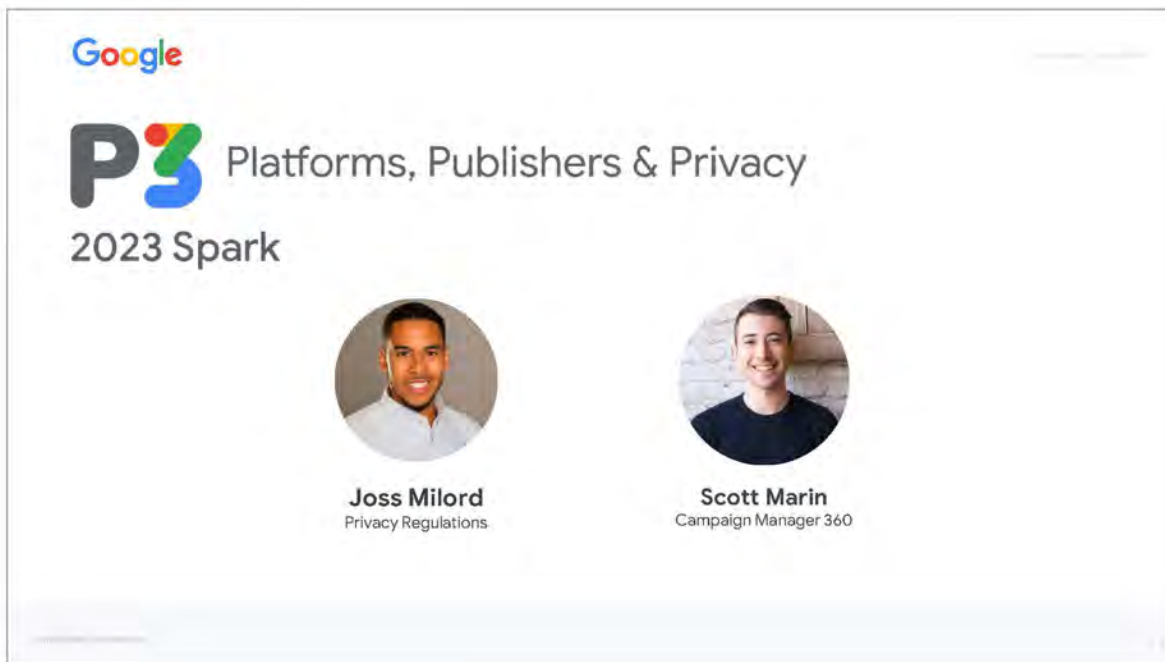 Google
P3 Platforms, Publishers & Privacy
2023 Spark
Joss Milord
Privacy Regulations
Scott Marin
Campaign Manager 360